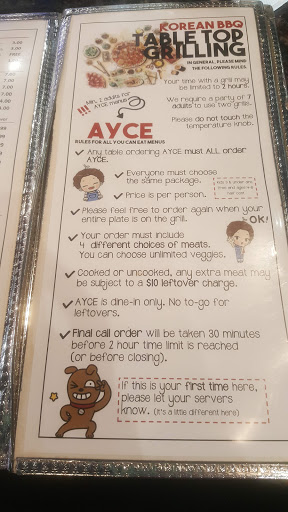 KOREAN BBQ
TABLE TOP
GRILLING
IN GENERAL, PLEASE MIND
THE FOLLOWING RULES.
Your time with a grill may
be limited to 2 hours.
!!! Min. 2 adults for
AYCE menus
We require a party of 7
adults to use two grills.
Please do not touch the
temperature knob.
AYCE
RULES FOR ALL YOU CAN EAT MENUS
Any table ordering AYCE must ALL order
AYCE.
Everyone must choose
the same package.
Price is per person.
Please feel free to order again when your
entire plate is on the grill.
OK!
Your order must include
4 different choices of meats.
You can choose unlimited veggies.
Cooked or uncooked, any extra meat may
be subject to a $10 leftover charge.
AYCE is dine-in only. No to-go for
leftovers.
Final call order will be taken 30 minutes
before 2 hour time limit is reached
(or before closing).
If this is your first time here,
please let your servers
know. (It's a little different here)